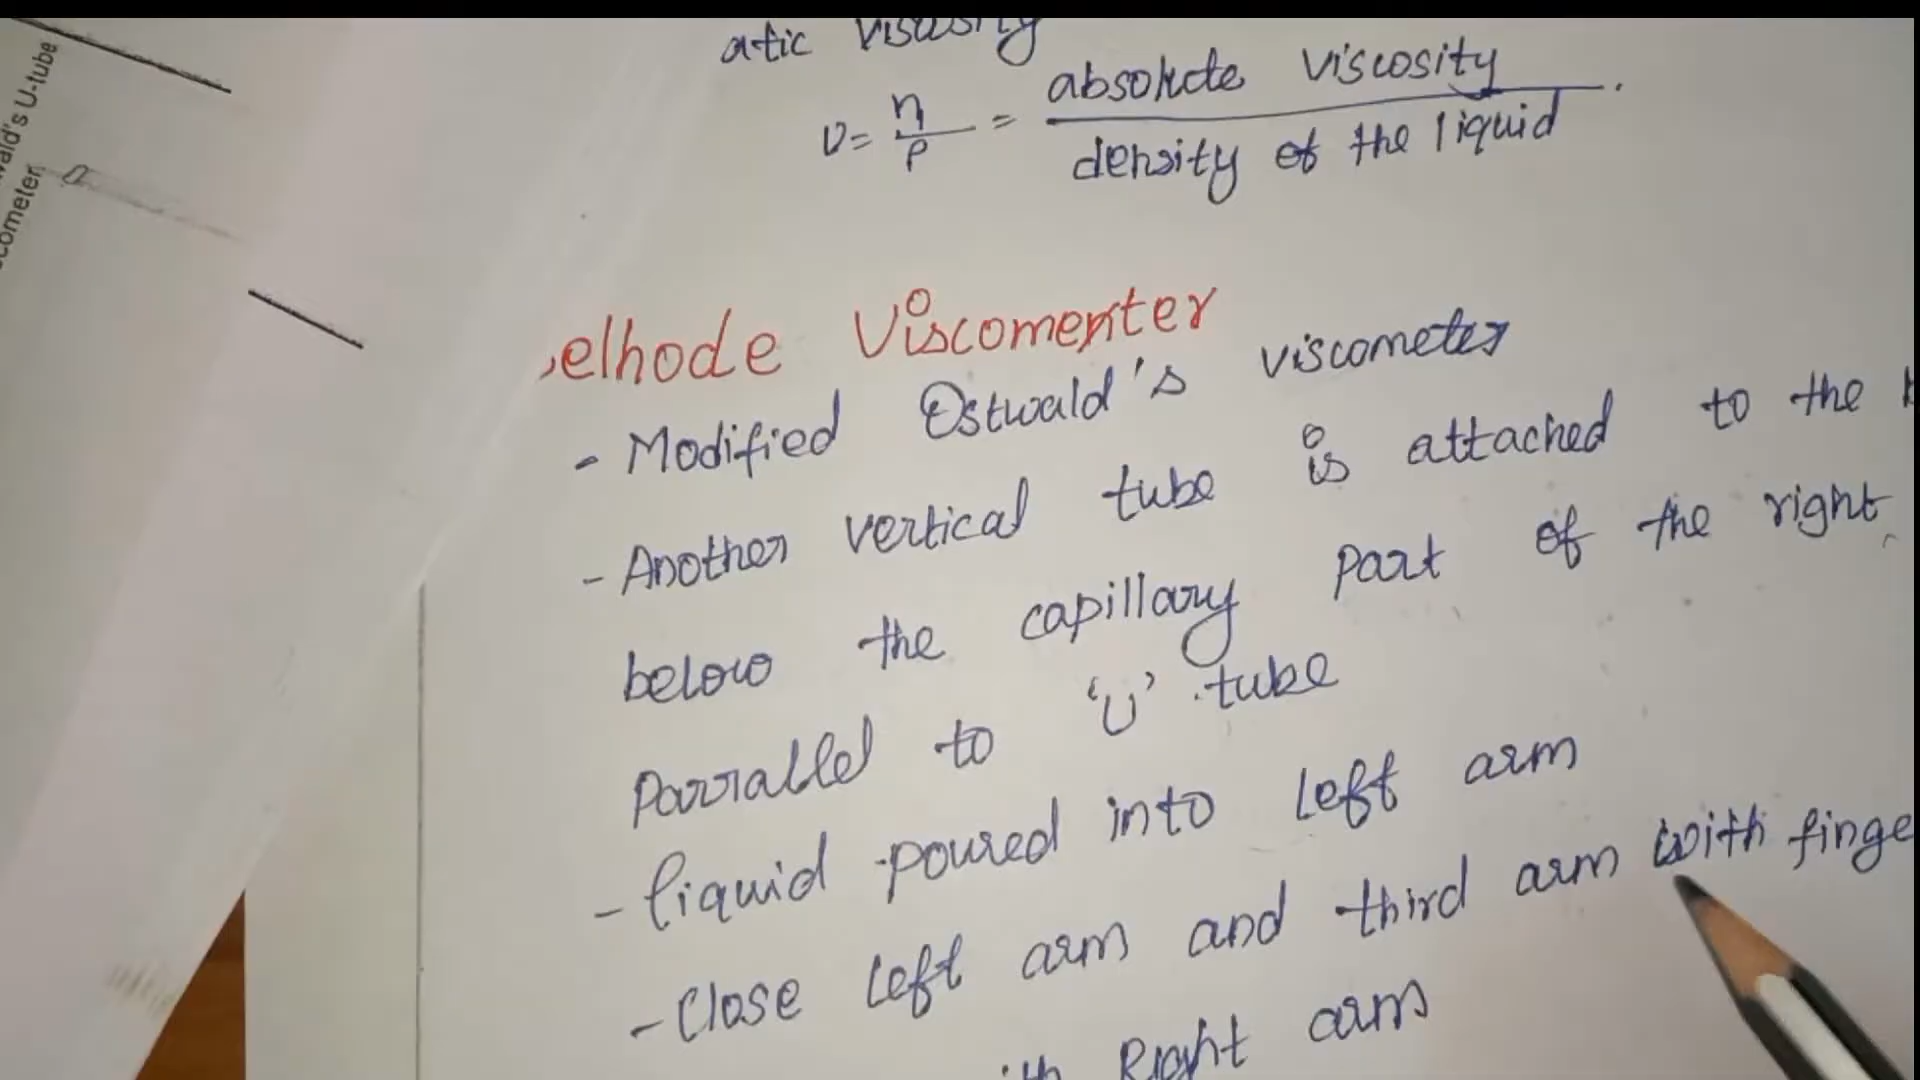 ald's U-tube
cometer
atic viscosity
ν = η/ρ = absolute viscosity / density of the liquid
elhode Viscomenter
- Modified Ostwald's viscometer
- Another vertical tube is attached to the
below the capillary part of the right
Parrallel to 'U' tube
- liquid poured into left arm
- Close left arm and third arm with finge
Right arm